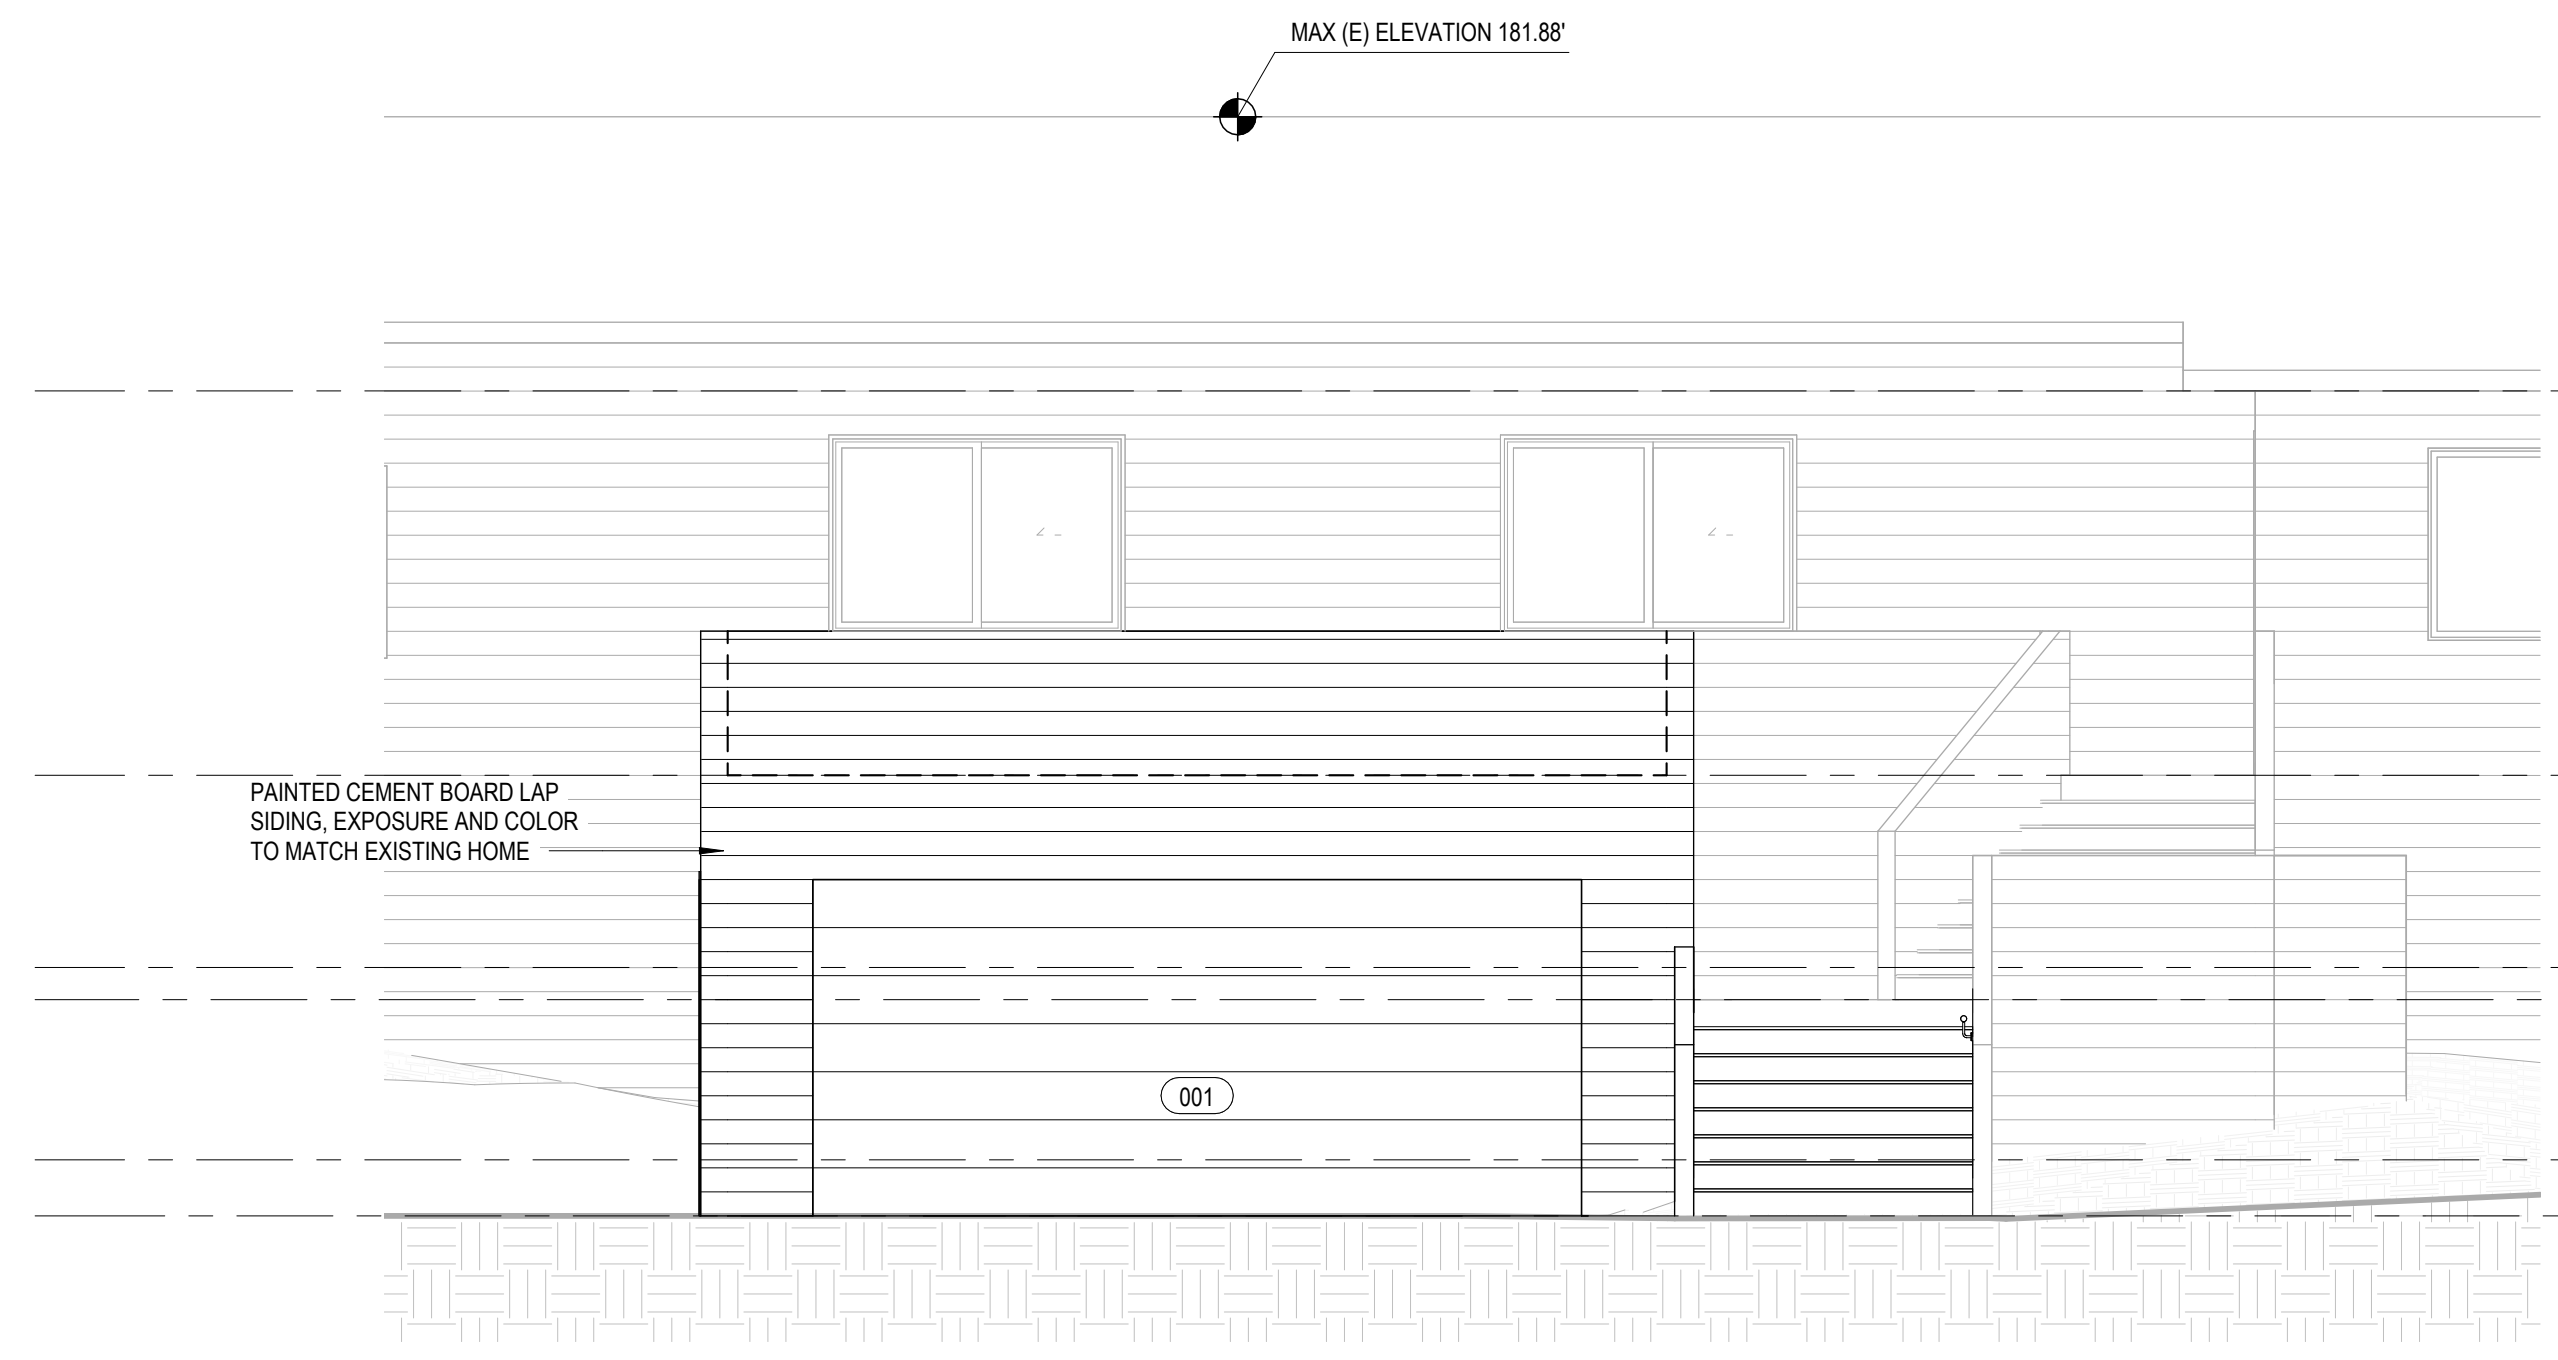 MAX (E) ELEVATION 181.88'
PAINTED CEMENT BOARD LAP
SIDING, EXPOSURE AND COLOR
TO MATCH EXISTING HOME
001